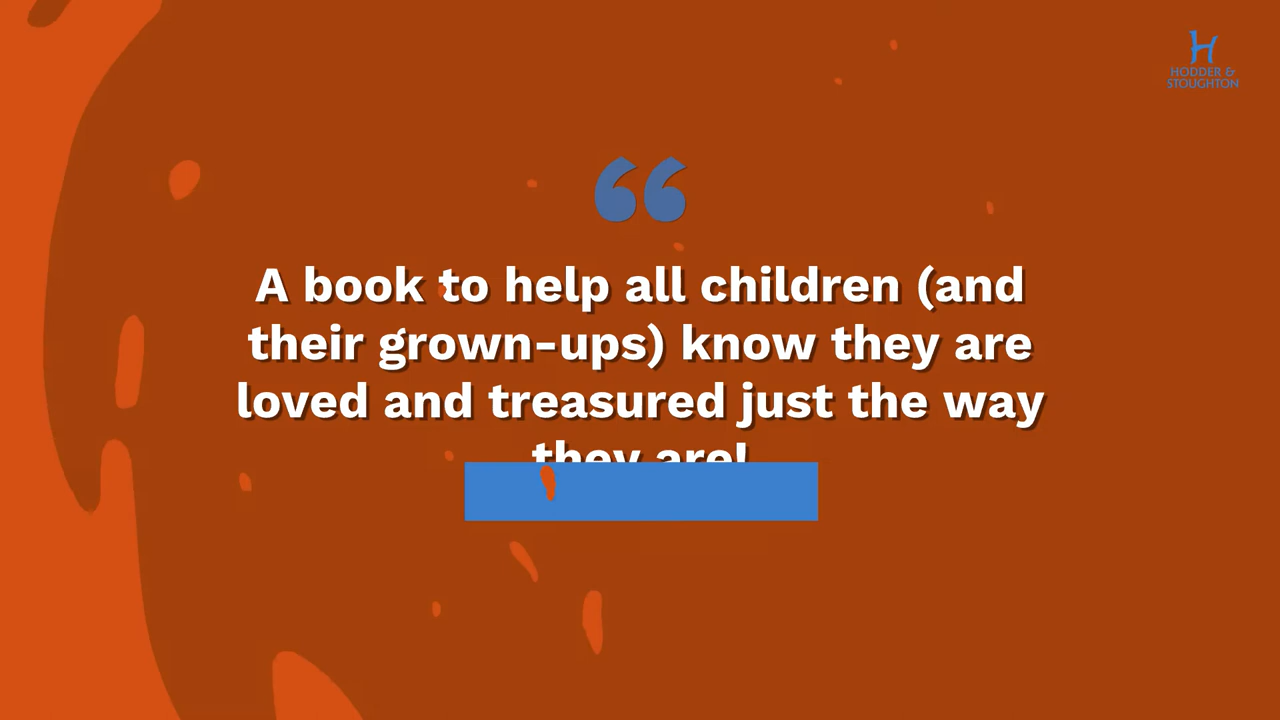 HODDER &
STOUGHTON
“
A book to help all children (and
their grown-ups) know they are
loved and treasured just the way
they are!